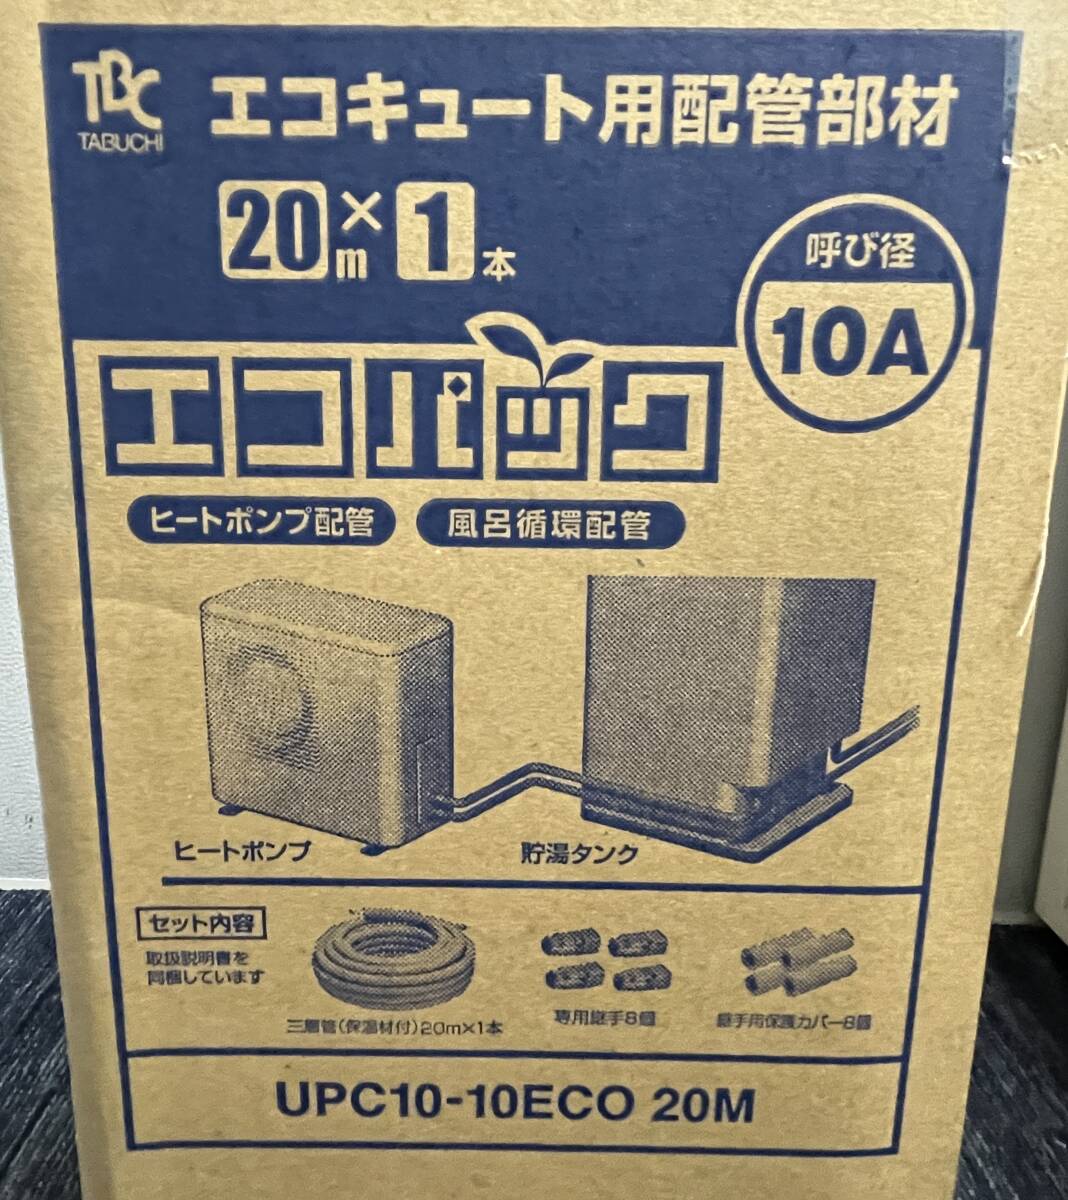 TBC
TABUCHI
エコキュート用配管部材
20m×1本
呼び径
10A
エコパック
ヒートポンプ配管
風呂循環配管
ヒートポンプ
貯湯タンク
セット内容
取扱説明書を
同梱しています
三層管(保温材付)20m×1本
専用継手8個
継手用保護カバー8個
UPC10-10ECO 20M